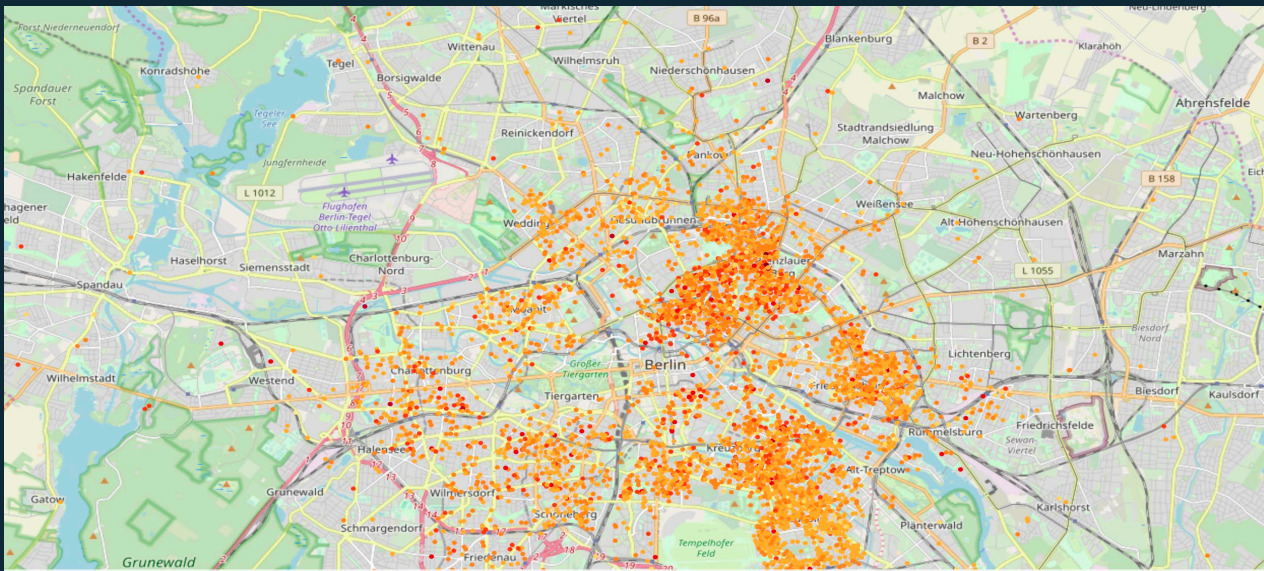 Märkisches
Viertel
B 96a
Neu-Lindenberg
Forst Niederneuendorf
Blankenburg
B 2
Klarahöh
Wittenau
Tegel
Wilhelmsruh
Niederschönhausen
Konradshöhe
Borsigwalde
Spandauer
Forst
Malchow
Ahrensfelde
Tegeler
See
Wartenberg
Stadtrandsiedlung
Malchow
Reinickendorf
Jungfernheide
Pankow
Neu-Hohenschönhausen
Hakenfelde
L 1012
B 158
Flughafen
Berlin-Tegel
Otto Lilienthal
Weißensee
Wedding
Gesundbrunnen
Alt-Hohenschönhausen
Haselhorst
Siemensstadt
Charlottenburg-
Nord
Marzahn
L 1055
Spandau
Moabit
Biesdorf
Nord
Lichtenberg
Berlin
Großer
Tiergarten
Charlottenburg
Wilhelmstadt
Westend
Tiergarten
Biesdorf
Kaulsdorf
Rummelsburg
Friedrichsfelde
Sewan-
Viertel
Halensee
Kreuzberg
Alt-Treptow
Gatow
Grunewald
Wilmersdorf
Karlshorst
Schöneberg
Schmargendorf
Planterwald
Tempelhofer
Feld
Friedenau
Grunewald